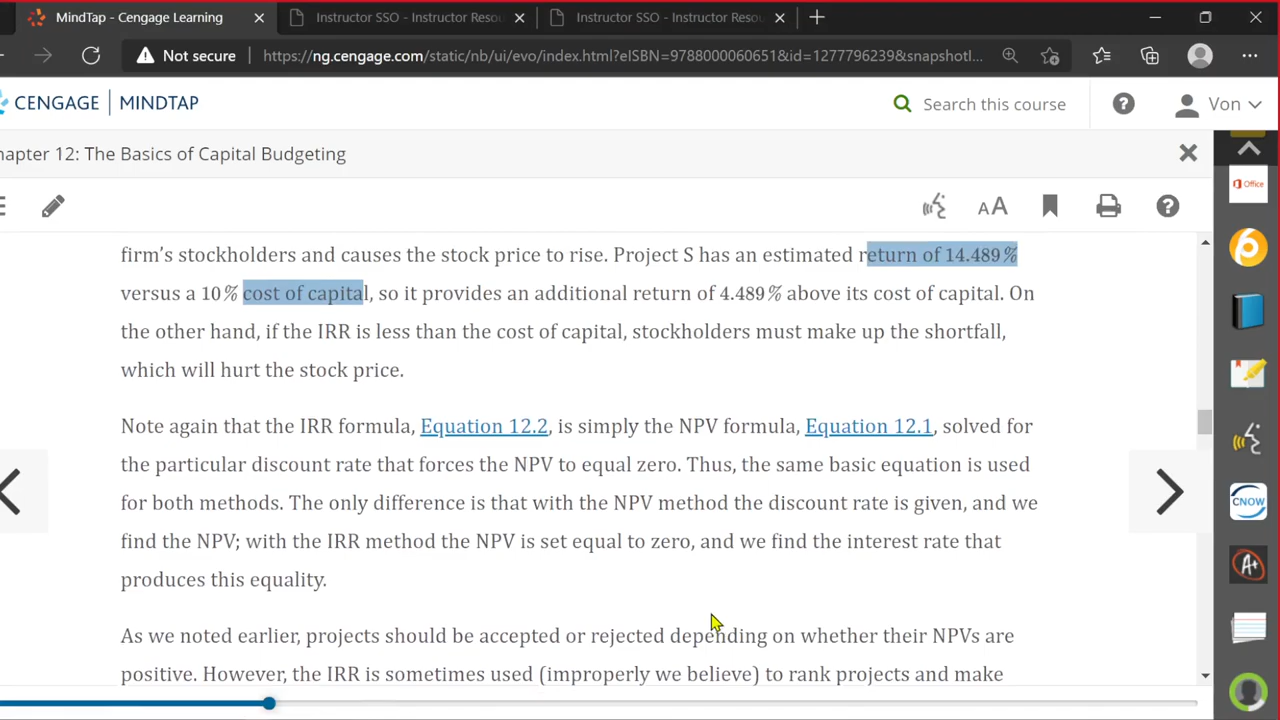 MindTap - Cengage Learning
Instructor SSO - Instructor Resou
Instructor SSO - Instructor Resou
Not secure
https://ng.cengage.com/static/nb/ui/evo/index.html?eISBN=9788000060651&id=1277796239&snapshotI...
CENGAGE | MINDTAP
Search this course
Von
hapter 12: The Basics of Capital Budgeting
AA
Office
firm's stockholders and causes the stock price to rise. Project S has an estimated return of 14.489%
versus a 10% cost of capital, so it provides an additional return of 4.489% above its cost of capital. On
the other hand, if the IRR is less than the cost of capital, stockholders must make up the shortfall,
which will hurt the stock price.
Note again that the IRR formula, Equation 12.2, is simply the NPV formula, Equation 12.1, solved for
the particular discount rate that forces the NPV to equal zero. Thus, the same basic equation is used
for both methods. The only difference is that with the NPV method the discount rate is given, and we
find the NPV; with the IRR method the NPV is set equal to zero, and we find the interest rate that
produces this equality.
As we noted earlier, projects should be accepted or rejected depending on whether their NPVs are
positive. However, the IRR is sometimes used (improperly we believe) to rank projects and make
CNOW
A+